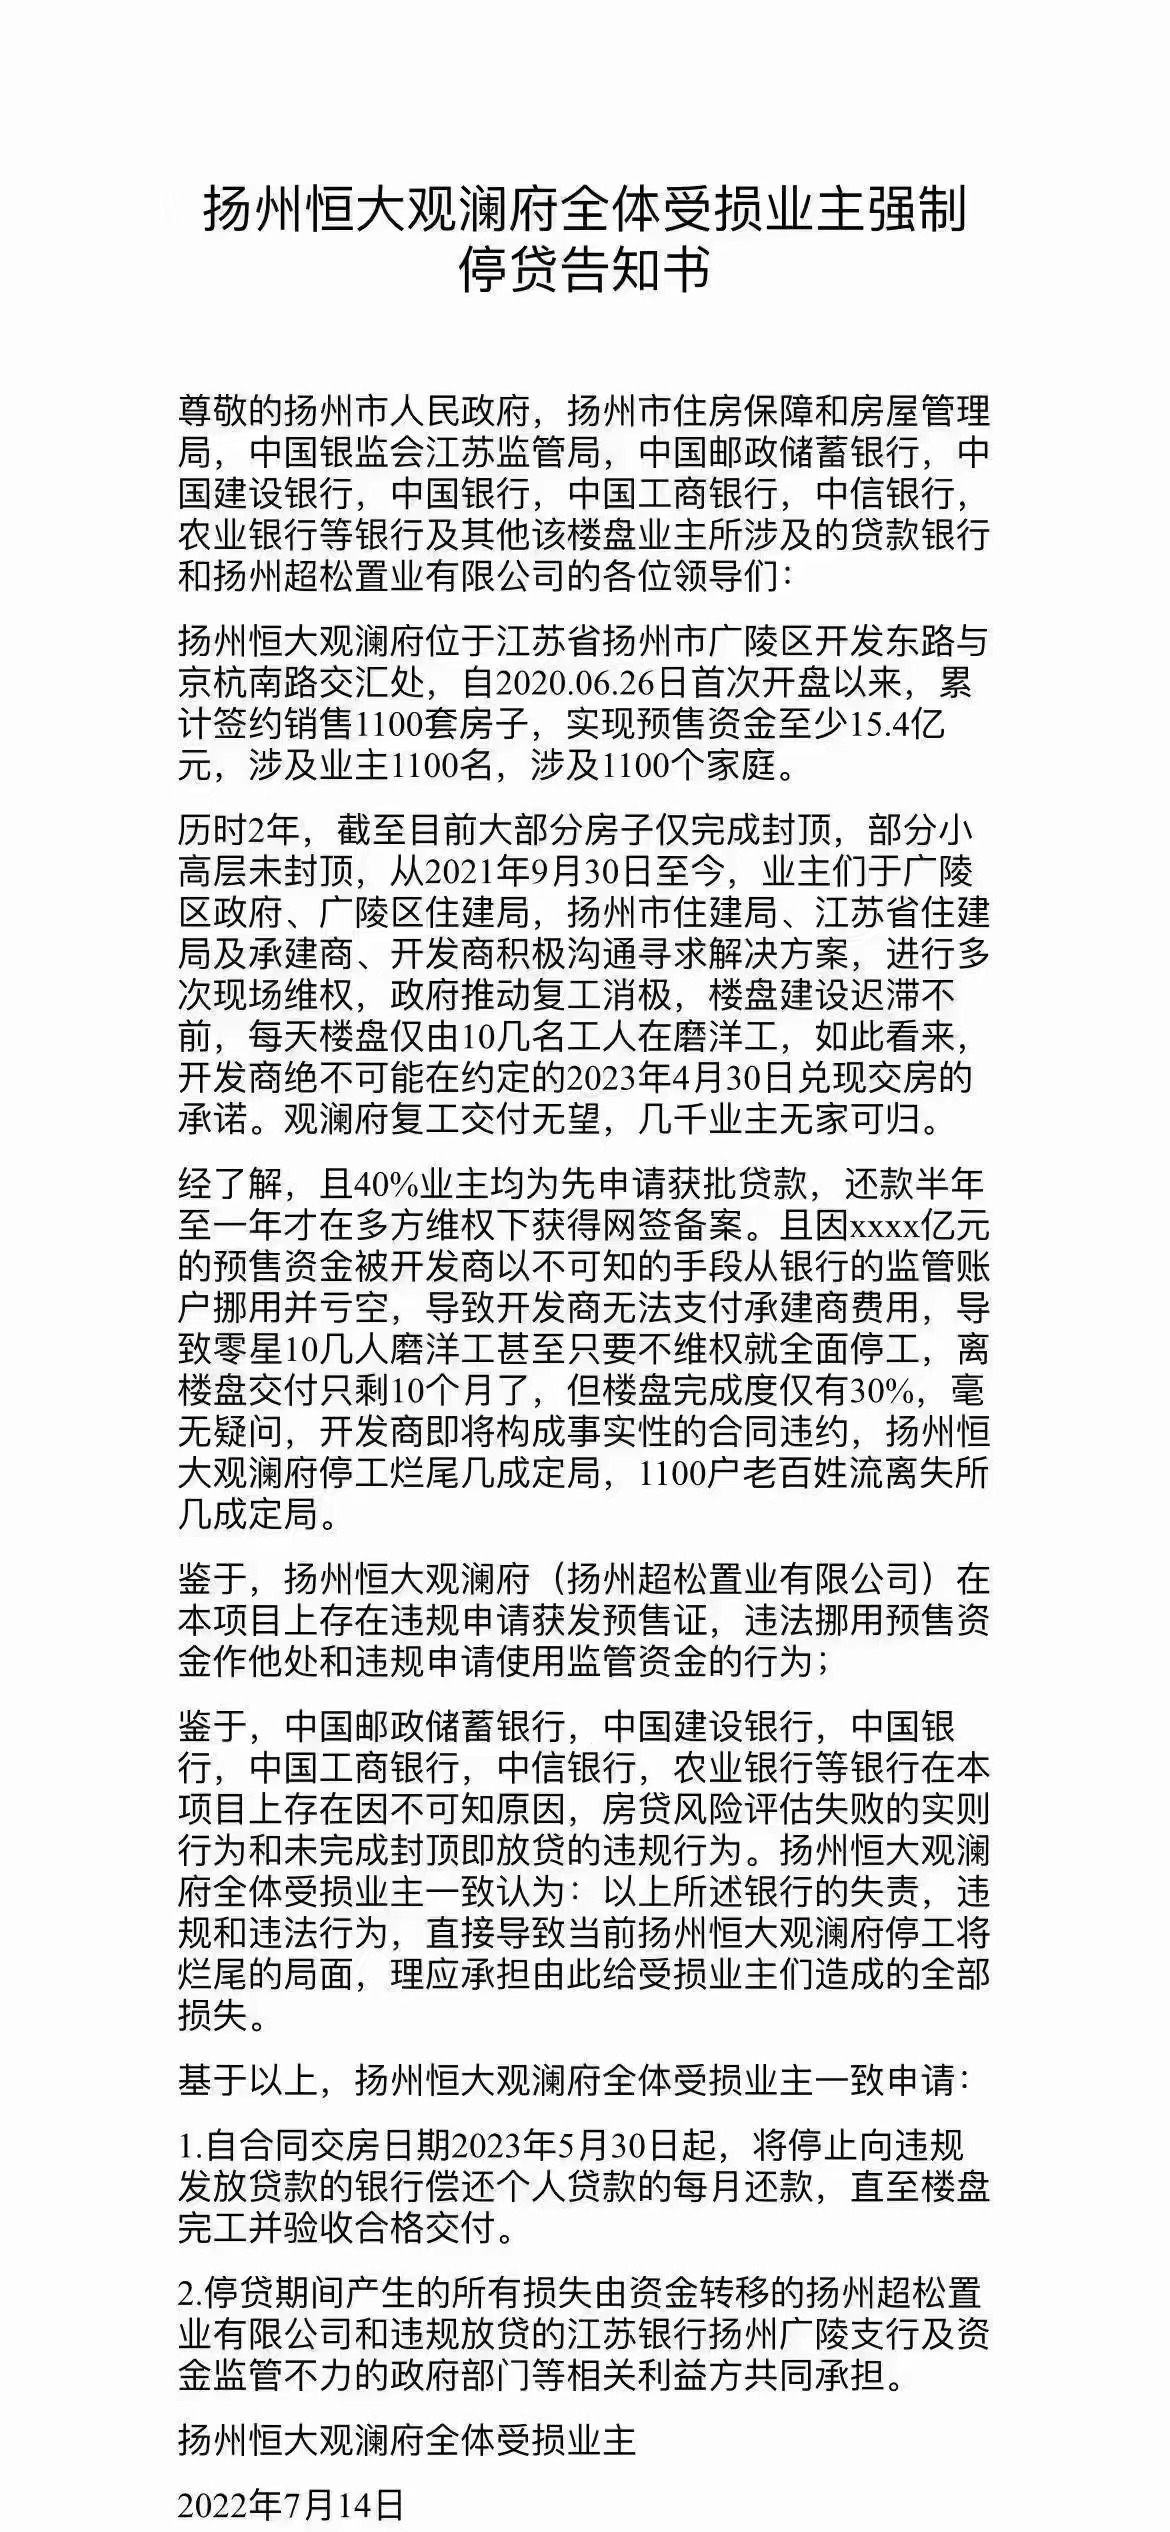 扬州恒大观澜府全体受损业主强制
停贷告知书
尊敬的扬州市人民政府，扬州市住房保障和房屋管理
局，中国银监会江苏监管局，中国邮政储蓄银行，中
国建设银行，中国银行，中国工商银行，中信银行，
农业银行等银行及其他该楼盘业主所涉及的贷款银行
和扬州超松置业有限公司的各位领导们：
扬州恒大观澜府位于江苏省扬州市广陵区开发东路与
京杭南路交汇处，自2020.06.26日首次开盘以来，累
计签约销售1100套房子，实现预售资金至少15.4亿
元，涉及业主1100名，涉及1100个家庭。
历时2年，截至目前大部分房子仅完成封顶，部分小
高层未封顶，从2021年9月30日至今，业主们于广陵
区政府、广陵区住建局，扬州市住建局、江苏省住建
局及承建商、开发商积极沟通寻求解决方案，进行多
次现场维权，政府推动复工消极，楼盘建设迟滞不
前，每天楼盘仅由10几名工人在磨洋工，如此看来，
开发商绝不可能在约定的2023年4月30日兑现交房的
承诺。观澜府复工交付无望，几千业主无家可归。
经了解，且40%业主均为先申请获批贷款，还款半年
至一年才在多方维权下获得网签备案。且因xxxx亿元
的预售资金被开发商以不可知的手段从银行的监管账
户挪用并亏空，导致开发商无法支付承建商费用，导
致零星10几人磨洋工甚至只要不维权就全面停工，离
楼盘交付只剩10个月了，但楼盘完成度仅有30%，毫
无疑问，开发商即将构成事实性的合同违约，扬州恒
大观澜府停工烂尾几成定局，1100户老百姓流离失所
几成定局。
鉴于，扬州恒大观澜府（扬州超松置业有限公司）在
本项目上存在违规申请获发预售证，违法挪用预售资
金作他处和违规申请使用监管资金的行为；
鉴于，中国邮政储蓄银行，中国建设银行，中国银
行，中国工商银行，中信银行，农业银行等银行在本
项目上存在因不可知原因，房贷风险评估失败的实则
行为和未完成封顶即放贷的违规行为。扬州恒大观澜
府全体受损业主一致认为：以上所述银行的失责，违
规和违法行为，直接导致当前扬州恒大观澜府停工将
烂尾的局面，理应承担由此给受损业主们造成的全部
损失。
基于以上，扬州恒大观澜府全体受损业主一致申请：
1.自合同交房日期2023年5月30日起，将停止向违规
发放贷款的银行偿还个人贷款的每月还款，直至楼盘
完工并验收合格交付。
2.停贷期间产生的所有损失由资金转移的扬州超松置
业有限公司和违规放贷的江苏银行扬州广陵支行及资
金监管不力的政府部门等相关利益方共同承担。
扬州恒大观澜府全体受损业主
2022年7月14日